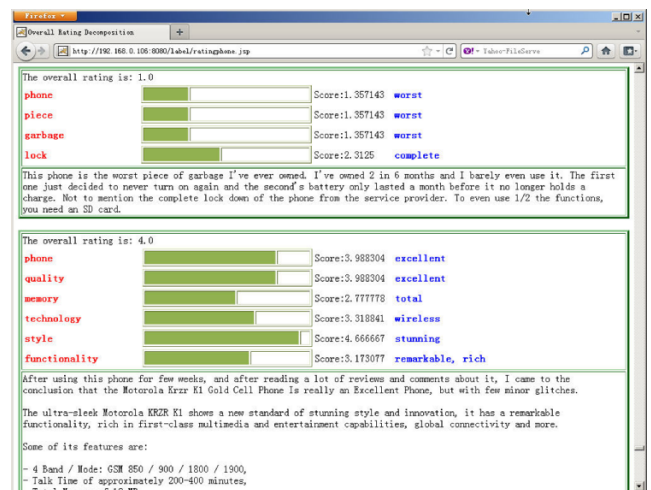 Firefox
Overall Rating Decomposition
http://192.168.0.106:8080/label/ratingphone.jsp
The overall rating is: 1.0
phone Score:1.357143 worst
piece Score:1.357143 worst
garbage Score:1.357143 worst
lock Score:2.3125 complete
This phone is the worst piece of garbage I've ever owned. I've owned 2 in 6 months and I barely even use it. The first
one just decided to never turn on again and the second's battery only lasted a month before it no longer holds a
charge. Not to mention the complete lock down of the phone from the service provider. To even use 1/2 the functions,
you need an SD card.
The overall rating is: 4.0
phone Score:3.988304 excellent
quality Score:3.988304 excellent
memory Score:2.777778 total
technology Score:3.318841 wireless
style Score:4.666667 stunning
functionality Score:3.173077 remarkable, rich
After using this phone for few weeks, and after reading a lot of reviews and comments about it, I came to the
conclusion that the Motorola Krzr K1 Gold Cell Phone Is really an Excellent Phone, but with few minor glitches.
The ultra-sleek Motorola KRZR K1 shows a new standard of stunning style and innovation, it has a remarkable
functionality, rich in first-class multimedia and entertainment capabilities, global connectivity and more.
Some of its features are:
- 4 Band / Mode: GSM 850 / 900 / 1800 / 1900,
- Talk Time of approximately 200-400 minutes,